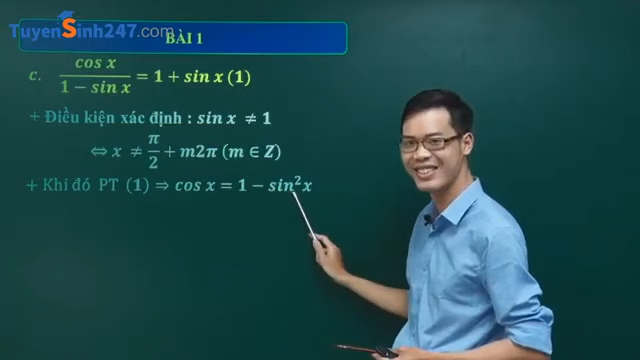 TuyenSinh247.com
BÀI 1
c. cos x / (1 − sin x) = 1 + sin x (1)
+ Điều kiện xác định : sin x ≠ 1
⇔ x ≠ π/2 + m2π (m ∈ Z)
+ Khi đó PT (1) ⇒ cos x = 1 − sin²x